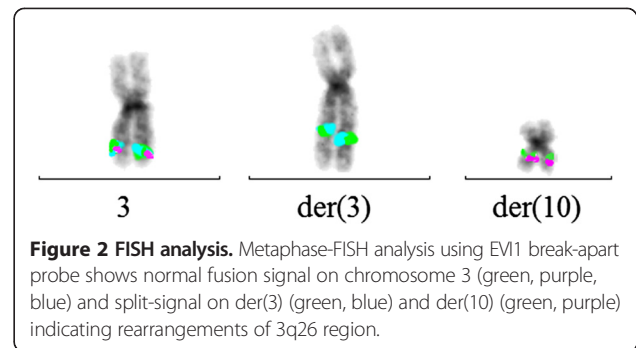 3
der(3)
der(10)
Figure 2 FISH analysis. Metaphase-FISH analysis using EVI1 break-apart
probe shows normal fusion signal on chromosome 3 (green, purple,
blue) and split-signal on der(3) (green, blue) and der(10) (green, purple)
indicating rearrangements of 3q26 region.